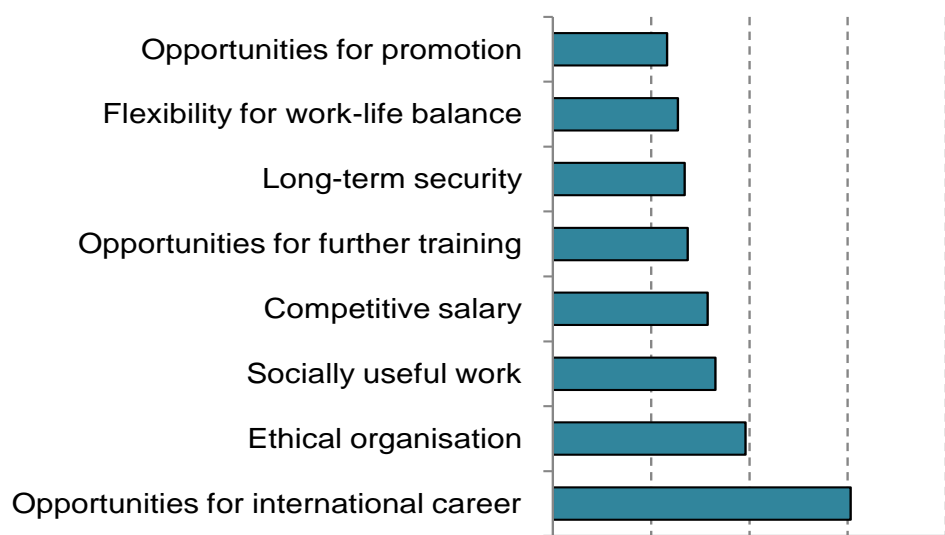 Opportunities for promotion
Flexibility for work-life balance
Long-term security
Opportunities for further training
Competitive salary
Socially useful work
Ethical organisation
Opportunities for international career